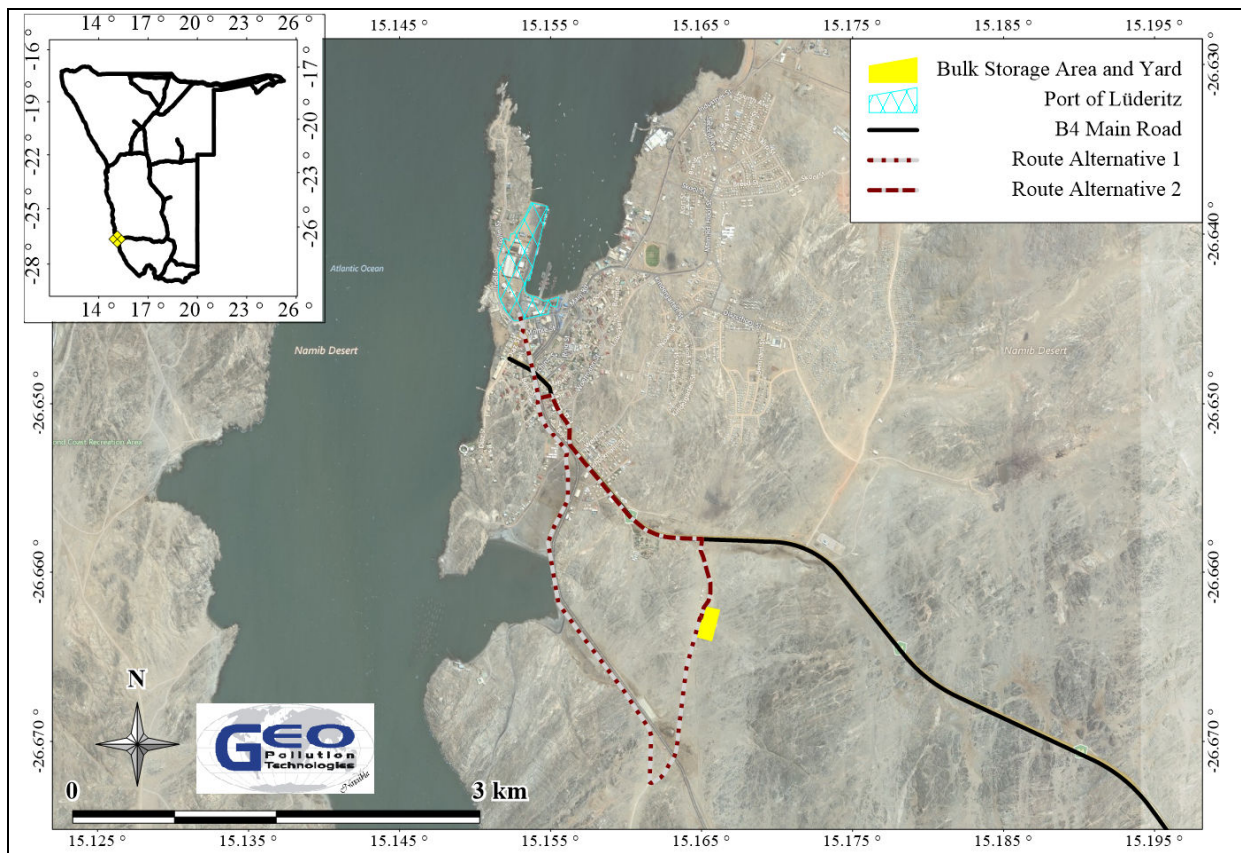 14 ° 17 ° 20 ° 23 ° 26 °
-16
-19
-22
-25
-28
-17 °
-20 °
-23 °
-26 °
14 ° 17 ° 20 ° 23 ° 26 °
15.145 ° 15.155 ° 15.165 ° 15.175 ° 15.185 ° 15.195 °
Bulk Storage Area and Yard
Port of Lüderitz
B4 Main Road
Route Alternative 1
Route Alternative 2
-26.630 °
-26.640 °
-26.650 °
-26.660 °
-26.670 °
Atlantic Ocean
Namib Desert
Namib Desert
Coast Recreation Area
-26.650 °
-26.660 °
-26.670 °
N
GEO
Pollution
Technologies
Namibia
0 3 km
15.125 ° 15.135 ° 15.145 ° 15.155 ° 15.165 ° 15.175 ° 15.185 ° 15.195 °